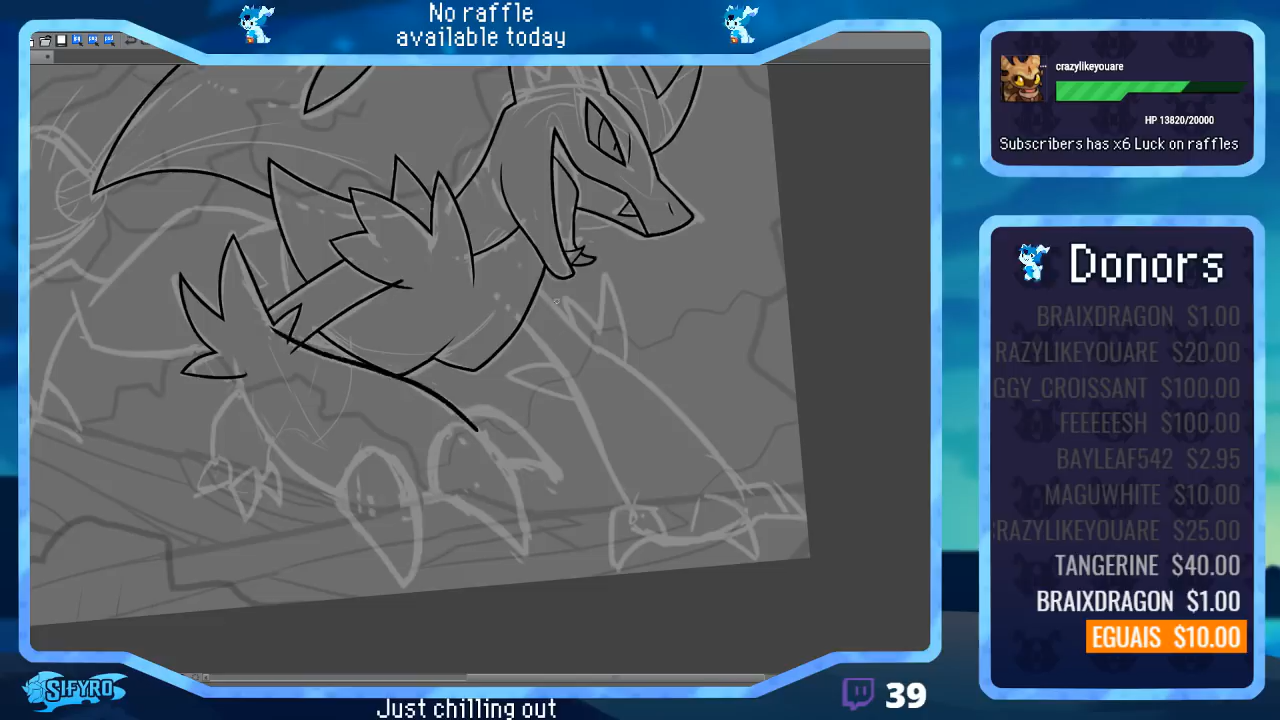 No raffle
available today
crazylikeyouare
HP 13820/20000
Subscribers has x6 Luck on raffles
Donors
BRAIXDRAGON $1.00
RAZYLIKEYOUARE $20.00
GGY_CROISSANT $100.00
FEEEEESH $100.00
BAYLEAF542 $2.95
MAGUWHITE $10.00
RAZYLIKEYOUARE $25.00
TANGERINE $40.00
BRAIXDRAGON $1.00
EGUAIS $10.00
SIFYRO
Just chilling out
39